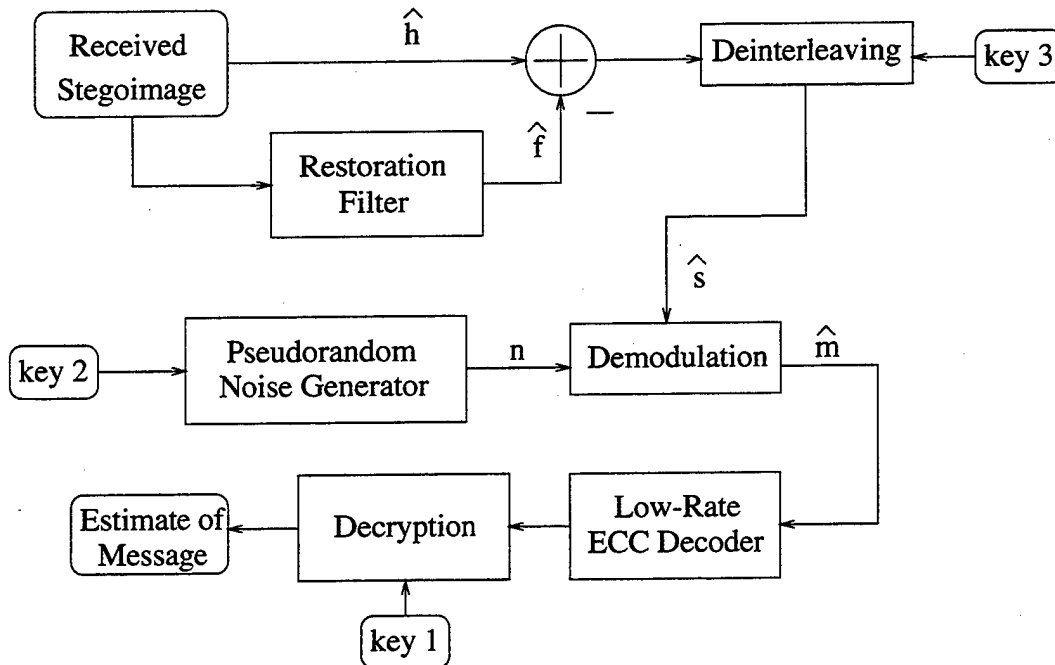 Received
Stegoimage
ĥ
Deinterleaving
key 3
−
f̂
Restoration
Filter
ŝ
key 2
Pseudorandom
Noise Generator
n
Demodulation
m̂
Estimate of
Message
Decryption
Low-Rate
ECC Decoder
key 1